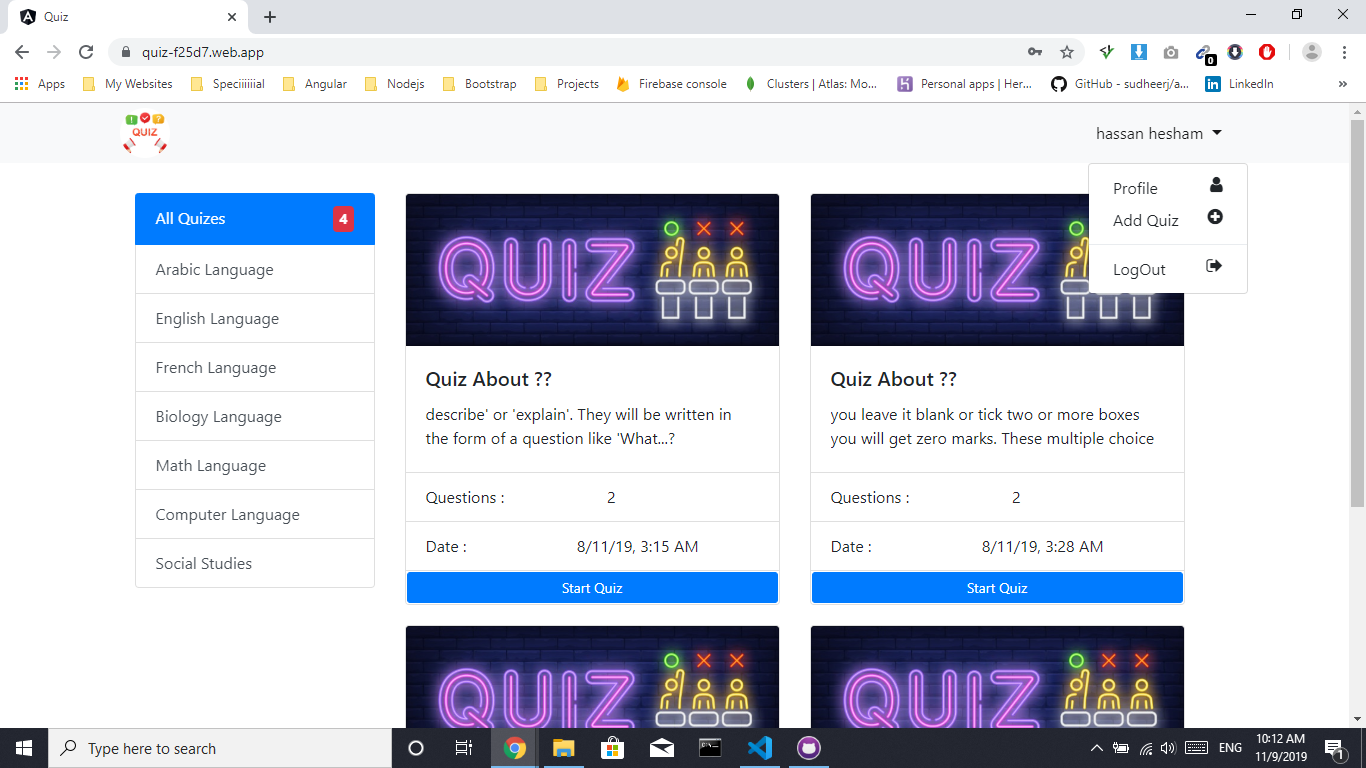 Quiz
quiz-f25d7.web.app
0
Apps
My Websites
Speciiiiiial
Angular
Nodejs
Bootstrap
Projects
Firebase console
Clusters | Atlas: Mo...
Personal apps | Her...
GitHub - sudheerj/a...
LinkedIn
»
QUIZ
hassan hesham
Profile
Add Quiz
LogOut
All Quizes 4
Arabic Language
English Language
French Language
Biology Language
Math Language
Computer Language
Social Studies
QUIZ
Quiz About ??
describe' or 'explain'. They will be written in
the form of a question like 'What...?
Questions : 2
Date : 8/11/19, 3:15 AM
Start Quiz
QUIZ
Quiz About ??
you leave it blank or tick two or more boxes
you will get zero marks. These multiple choice
Questions : 2
Date : 8/11/19, 3:28 AM
Start Quiz
QUIZ
QUIZ
Type here to search
ENG
10:12 AM
11/9/2019
1